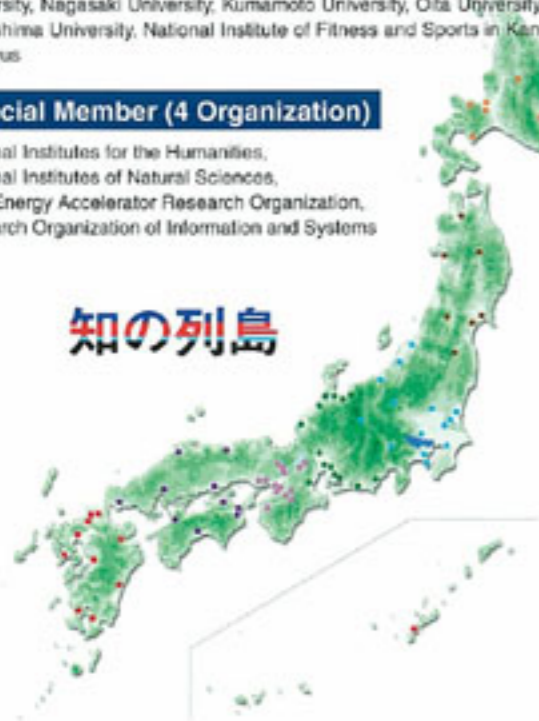 rsity, Nagasaki University, Kumamoto University, Oita University,
shima University, National Institute of Fitness and Sports in Kan
us
cial Member (4 Organization)
al Institutes for the Humanities,
al Institutes of Natural Sciences,
Energy Accelerator Research Organization,
rch Organization of Information and Systems
知の列島